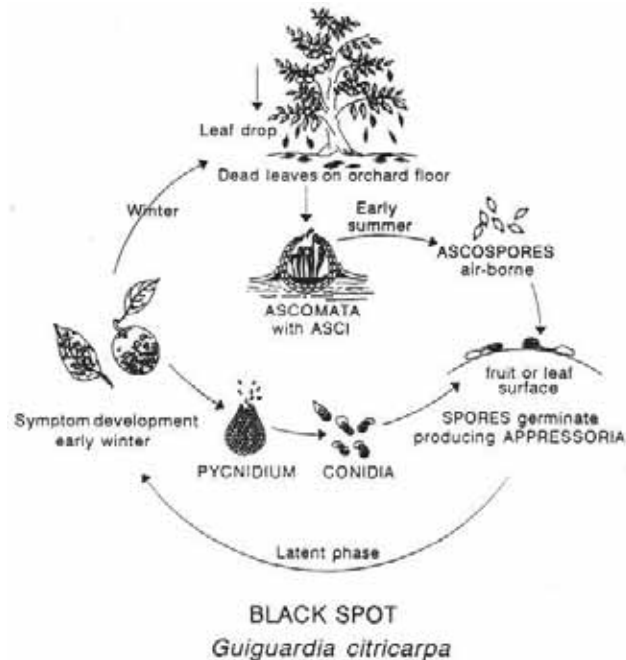 Leaf drop
Dead leaves on orchard floor
Winter
Early
summer
ASCOSPORES
air-borne
ASCOMATA
with ASCI
fruit or leaf
surface
Symptom development
early winter
SPORES germinate
producing APPRESSORIA
PYCNIDIUM
CONIDIA
Latent phase
BLACK SPOT
Guiguardia citricarpa